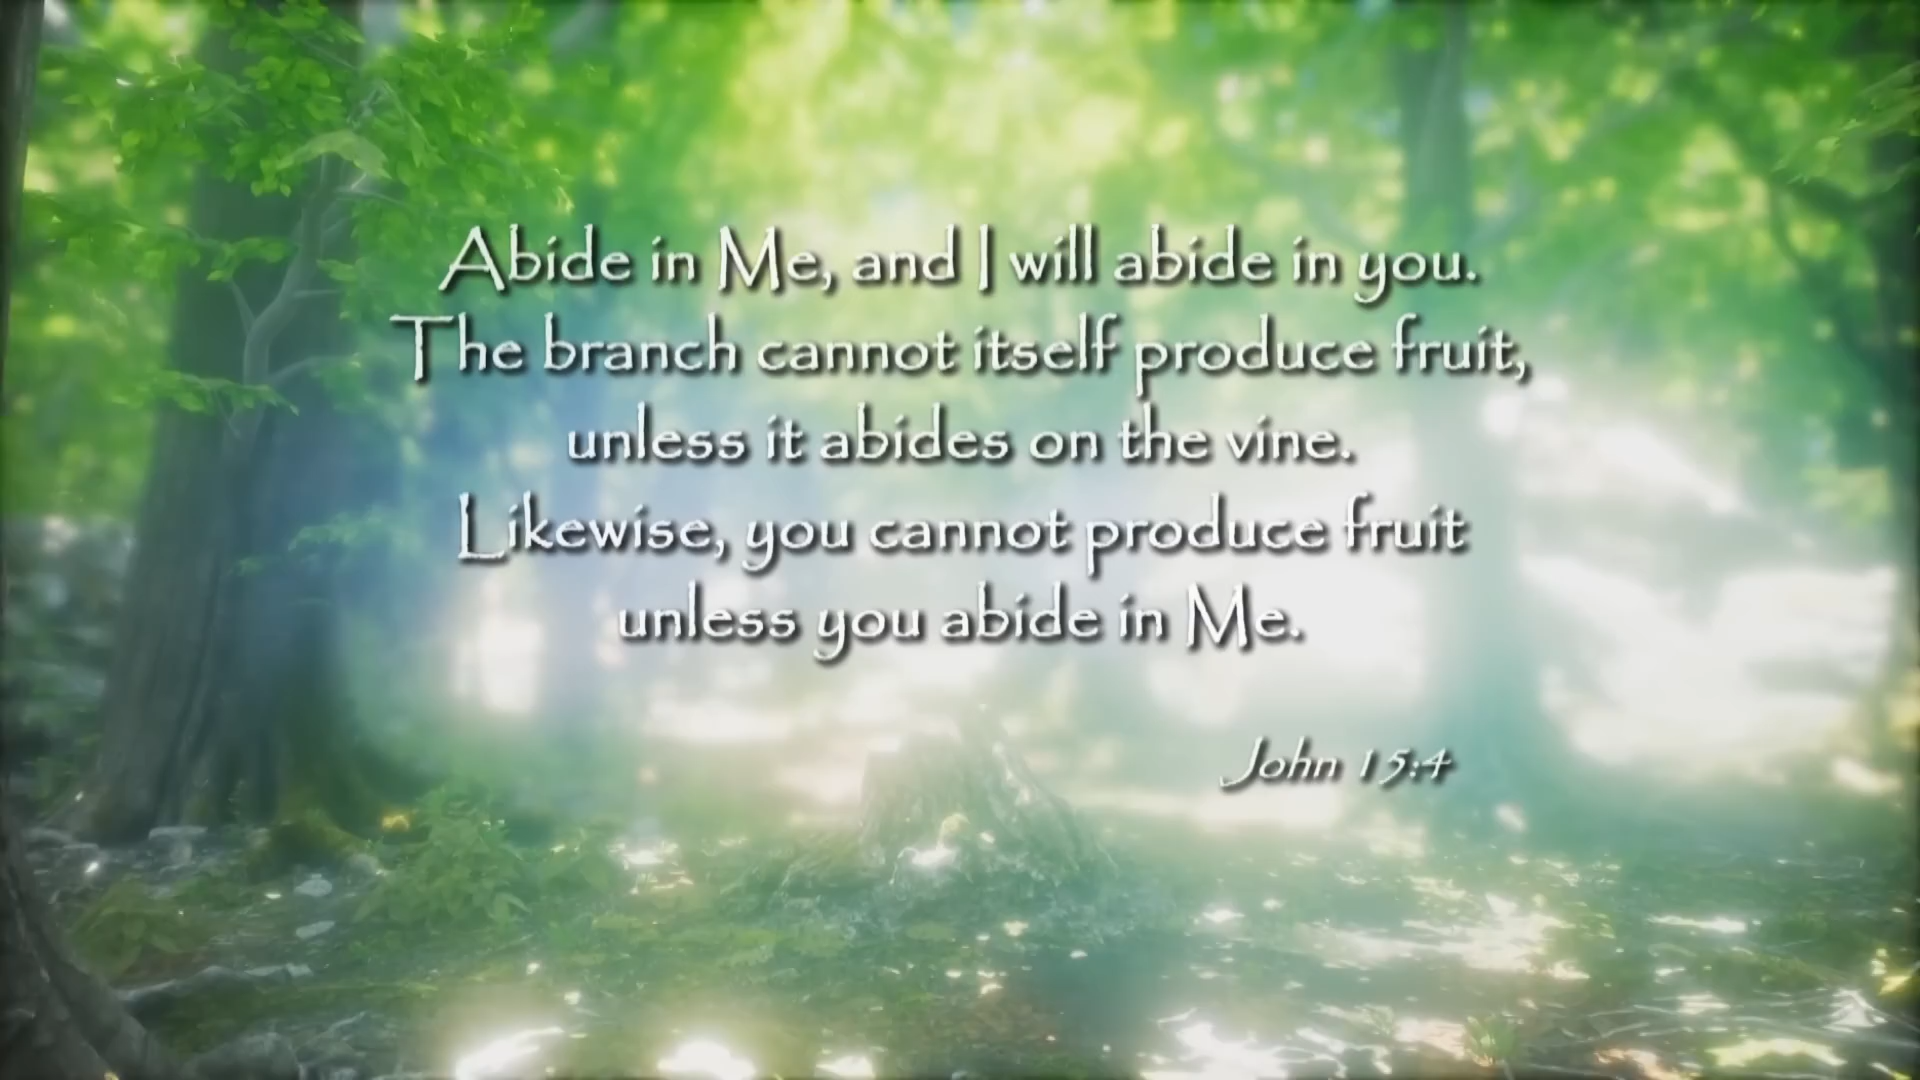 Abide in Me, and I will abide in you.
The branch cannot itself produce fruit,
unless it abides on the vine.
Likewise, you cannot produce fruit
unless you abide in Me.
John 15:4